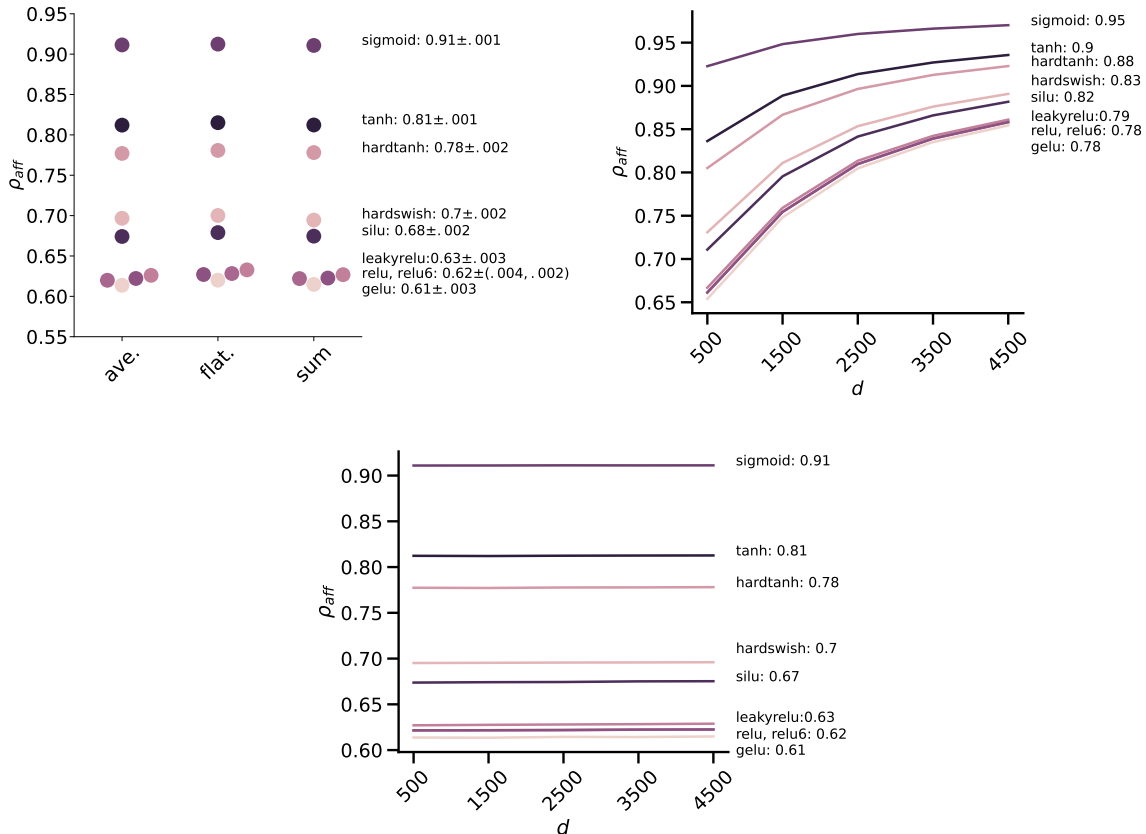 0.95
0.90
0.85
0.80
0.75
0.70
0.65
0.60
0.55
ρaff
ave.
flat.
sum
sigmoid: 0.91±.001
tanh: 0.81±.001
hardtanh: 0.78±.002
hardswish: 0.7±.002
silu: 0.68±.002
leakyrelu:0.63±.003
relu, relu6: 0.62±(.004,.002)
gelu: 0.61±.003
0.95
0.90
0.85
0.80
0.75
0.70
0.65
ρaff
500
1500
2500
3500
4500
d
sigmoid: 0.95
tanh: 0.9
hardtanh: 0.88
hardswish: 0.83
silu: 0.82
leakyrelu:0.79
relu, relu6: 0.78
gelu: 0.78
0.90
0.85
0.80
0.75
0.70
0.65
0.60
ρaff
500
1500
2500
3500
4500
d
sigmoid: 0.91
tanh: 0.81
hardtanh: 0.78
hardswish: 0.7
silu: 0.67
leakyrelu:0.63
relu, relu6: 0.62
gelu: 0.61